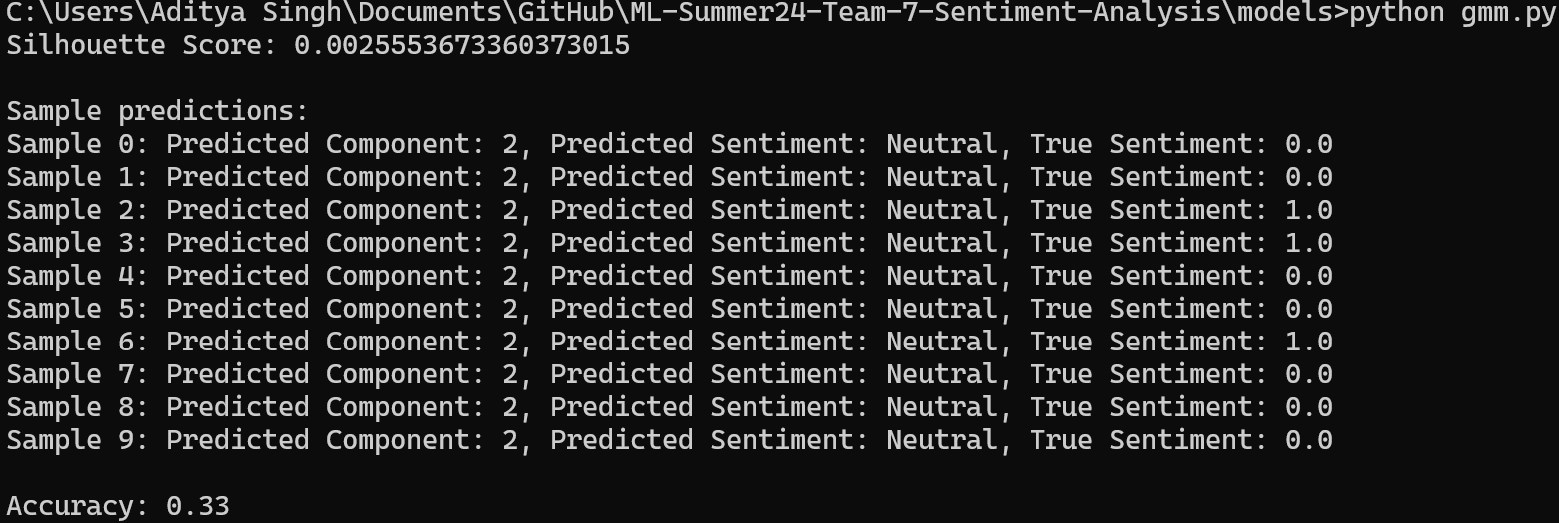 C:\Users\Aditya Singh\Documents\GitHub\ML-Summer24-Team-7-Sentiment-Analysis\models>python gmm.py
Silhouette Score: 0.0025553673360373015
Sample predictions:
Sample 0: Predicted Component: 2, Predicted Sentiment: Neutral, True Sentiment: 0.0
Sample 1: Predicted Component: 2, Predicted Sentiment: Neutral, True Sentiment: 0.0
Sample 2: Predicted Component: 2, Predicted Sentiment: Neutral, True Sentiment: 1.0
Sample 3: Predicted Component: 2, Predicted Sentiment: Neutral, True Sentiment: 1.0
Sample 4: Predicted Component: 2, Predicted Sentiment: Neutral, True Sentiment: 0.0
Sample 5: Predicted Component: 2, Predicted Sentiment: Neutral, True Sentiment: 0.0
Sample 6: Predicted Component: 2, Predicted Sentiment: Neutral, True Sentiment: 1.0
Sample 7: Predicted Component: 2, Predicted Sentiment: Neutral, True Sentiment: 0.0
Sample 8: Predicted Component: 2, Predicted Sentiment: Neutral, True Sentiment: 0.0
Sample 9: Predicted Component: 2, Predicted Sentiment: Neutral, True Sentiment: 0.0
Accuracy: 0.33